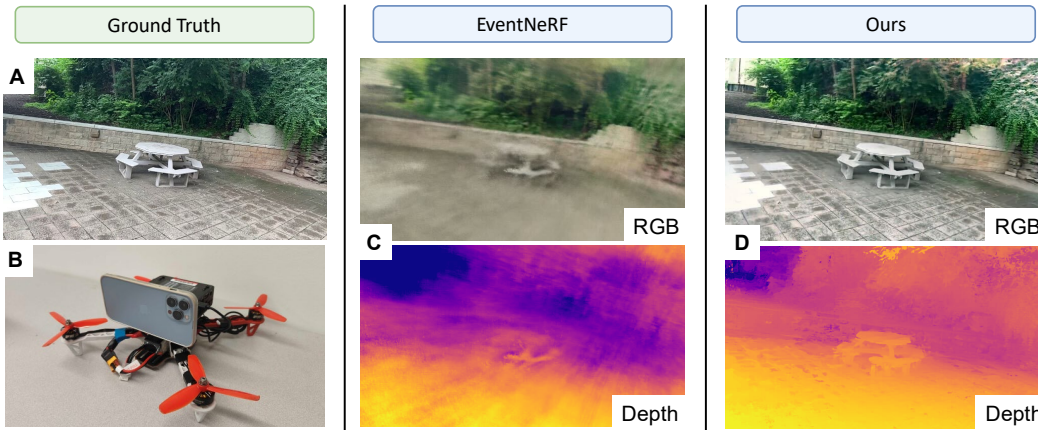 Ground Truth
EventNeRF
Ours
A
RGB
RGB
B
C
D
Depth
Depth